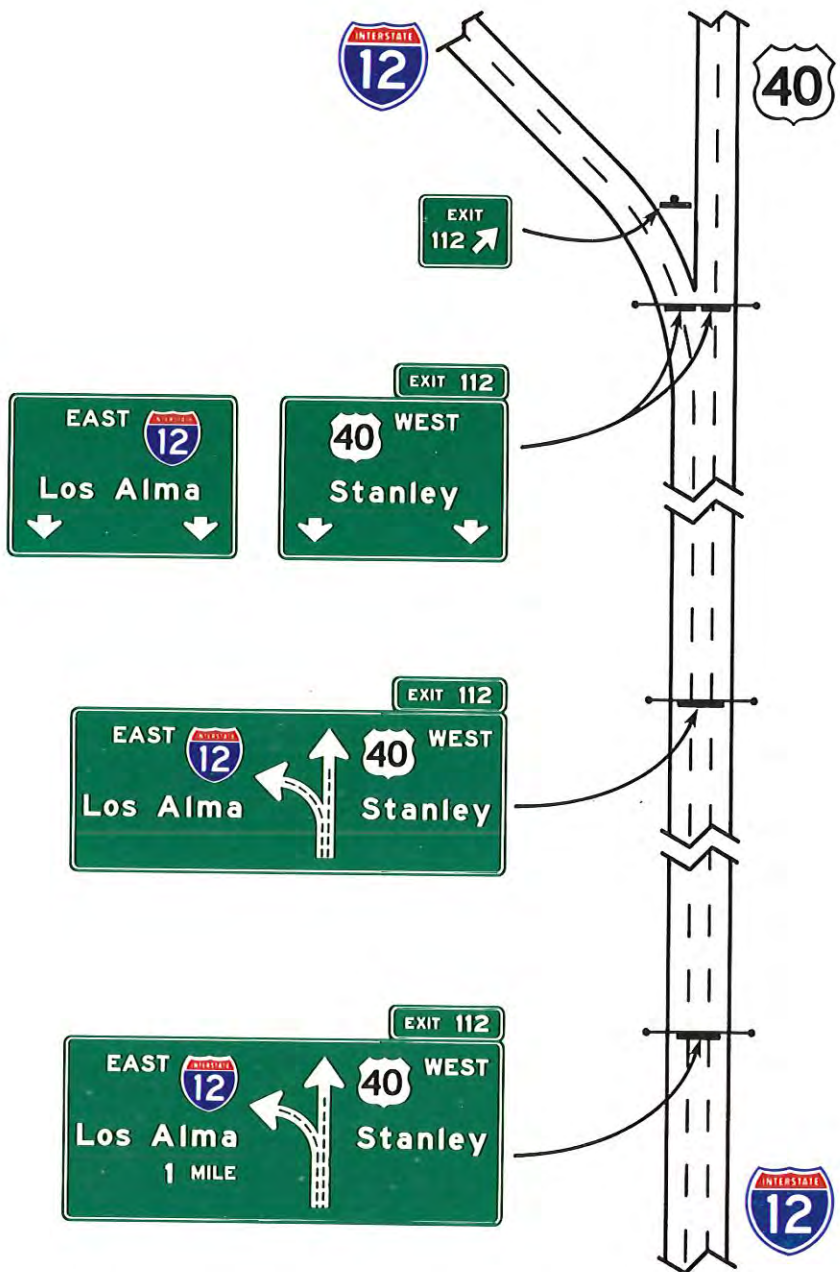 INTERSTATE
12
40
EXIT
112
EXIT 112
EAST
INTERSTATE
12
Los Alma
40
WEST
Stanley
EXIT 112
EAST
INTERSTATE
12
40
WEST
Los Alma
Stanley
EXIT 112
EAST
INTERSTATE
12
40
WEST
Los Alma
Stanley
1 MILE
INTERSTATE
12